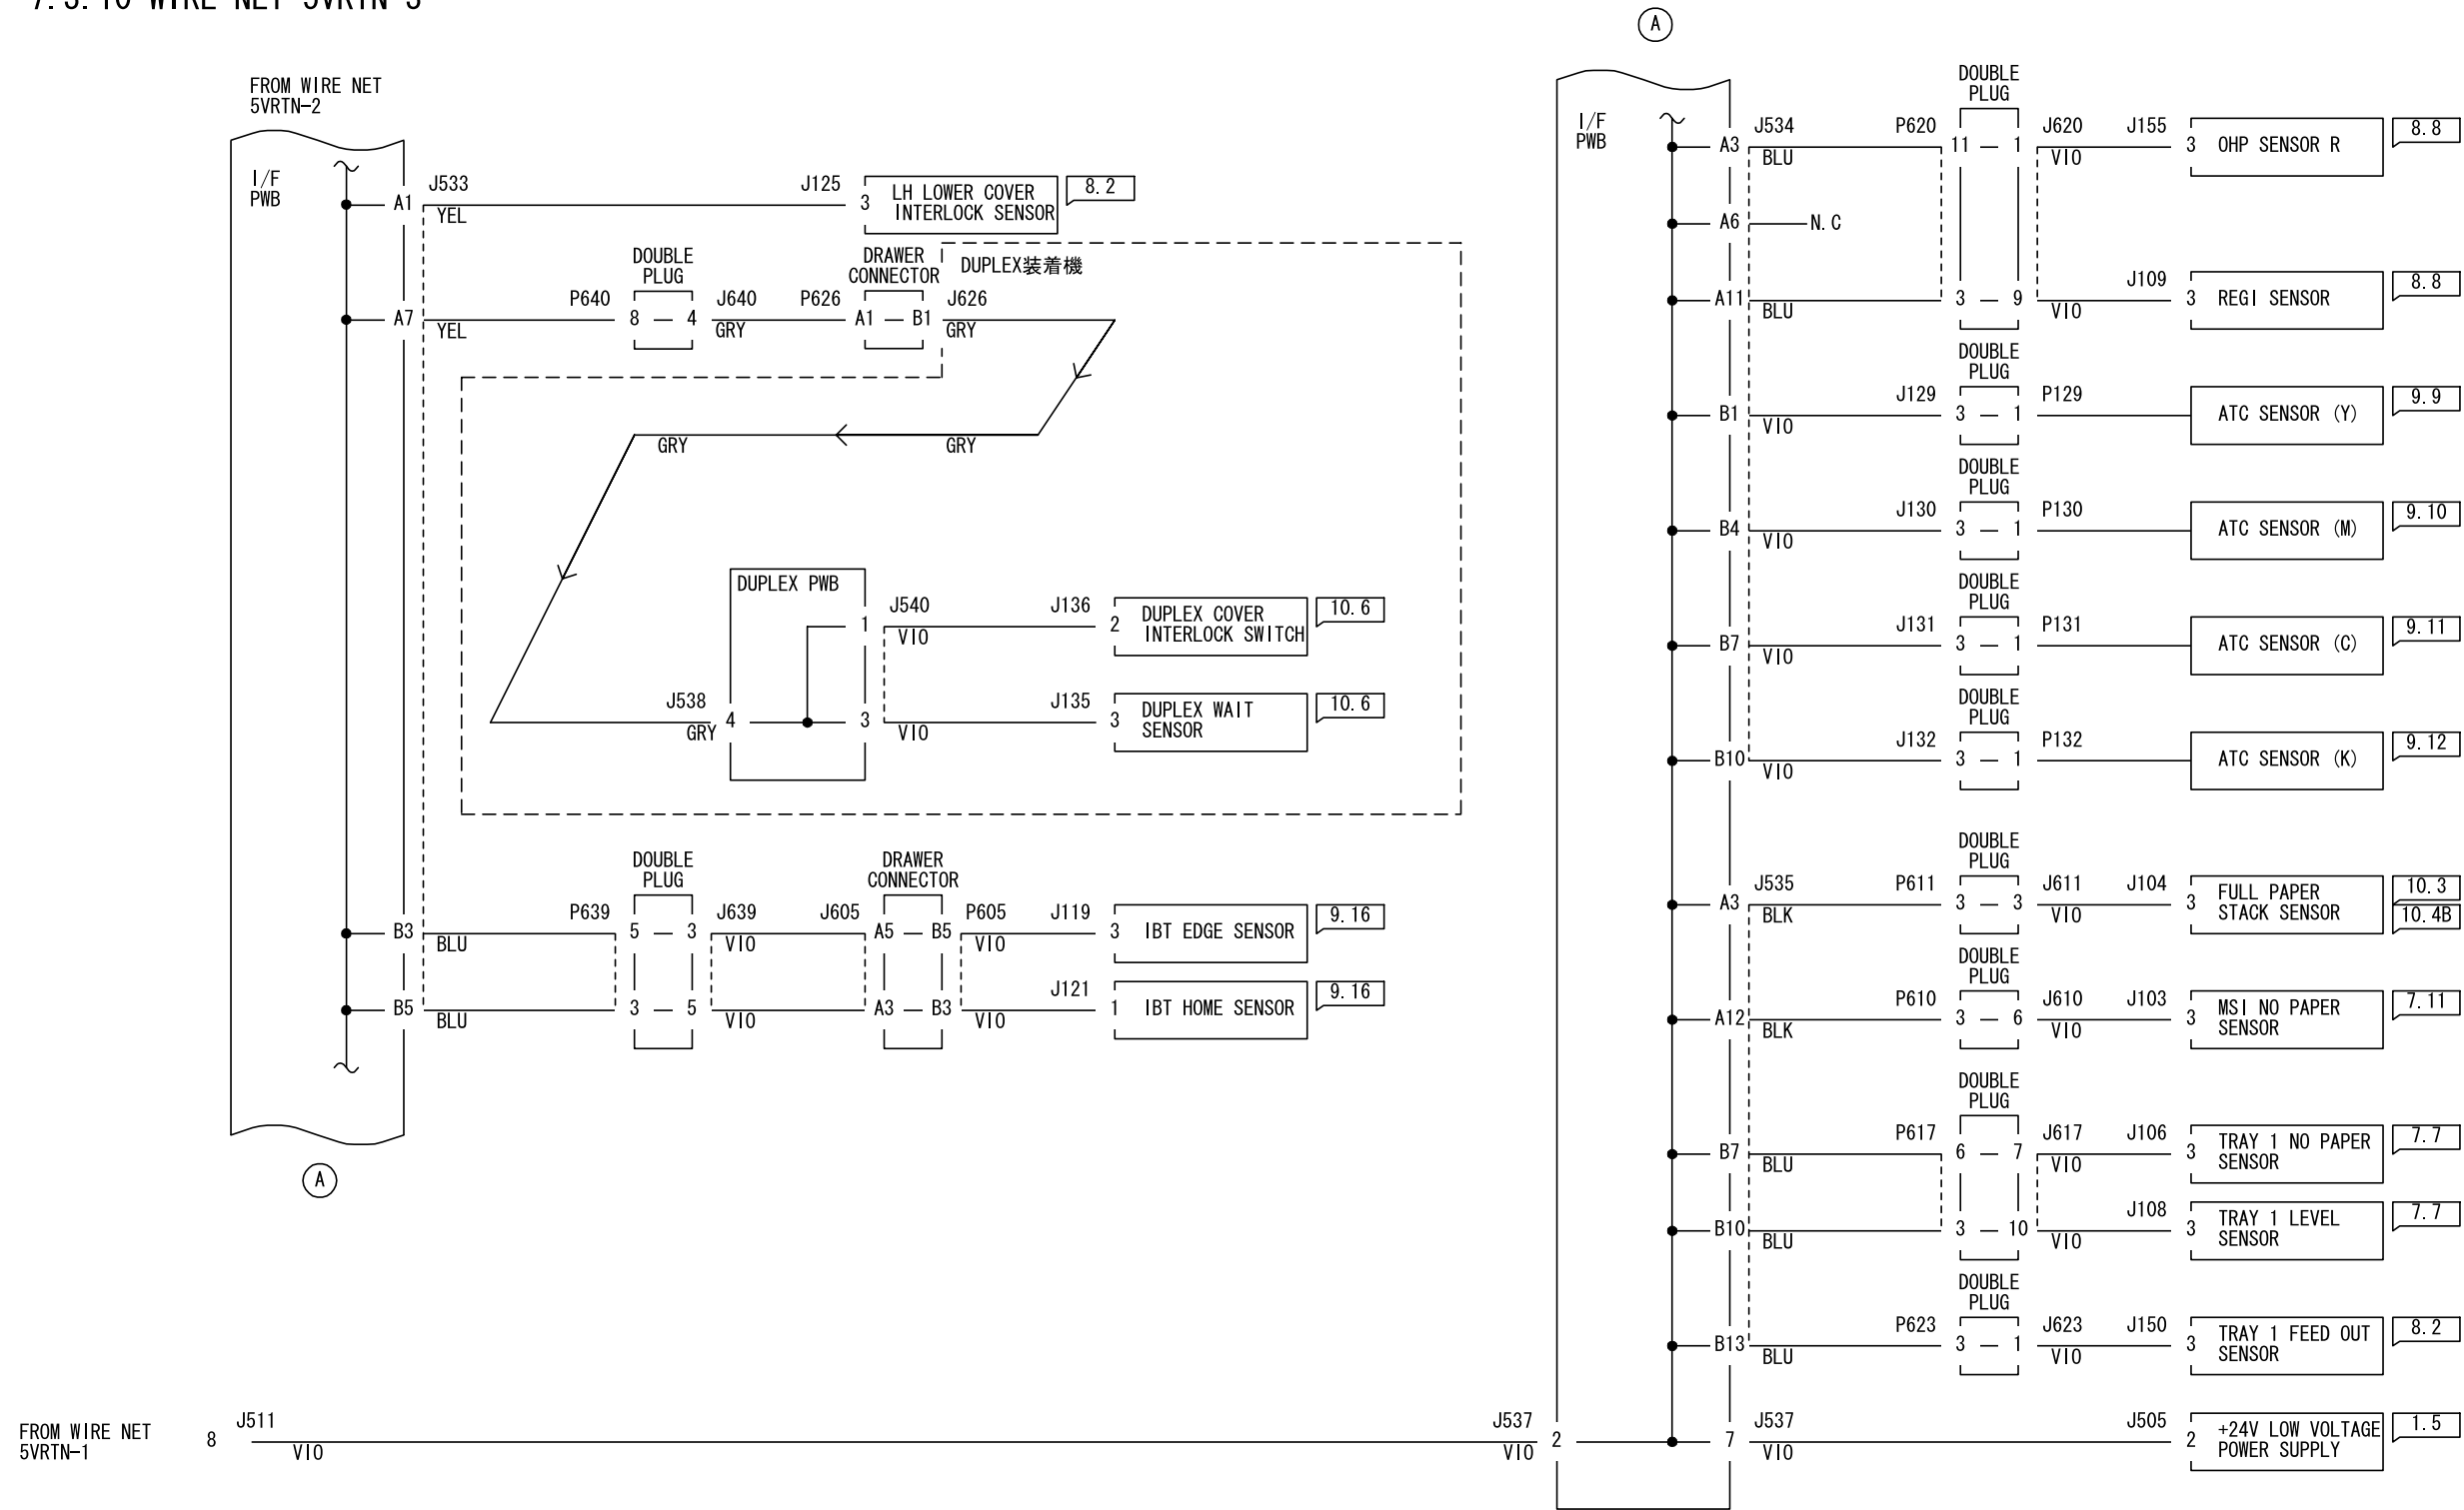 7.3.10 WIRE NET 5VRTN-3
A
FROM WIRE NET
5VRTN-2
I/F
PWB
A1
J533
YEL
J125
3
LH LOWER COVER
INTERLOCK SENSOR
8.2
A7
YEL
P640
DOUBLE
PLUG
8 — 4
J640
GRY
P626
DRAWER
CONNECTOR
A1 — B1
J626
GRY
DUPLEX装着機
GRY
GRY
DUPLEX PWB
J538
GRY
4
1
J540
VIO
J136
2
DUPLEX COVER
INTERLOCK SWITCH
10.6
3
VIO
J135
3
DUPLEX WAIT
SENSOR
10.6
B3
BLU
P639
DOUBLE
PLUG
5 — 3
J639
VIO
J605
DRAWER
CONNECTOR
A5 — B5
P605
VIO
J119
3
IBT EDGE SENSOR
9.16
B5
BLU
3 — 5
VIO
A3 — B3
VIO
J121
1
IBT HOME SENSOR
9.16
A
FROM WIRE NET
5VRTN-1
8
J511
VIO
J537
VIO
2
I/F
PWB
A3
J534
BLU
P620
DOUBLE
PLUG
11 — 1
J620
VIO
J155
3
OHP SENSOR R
8.8
A6
N.C
A11
BLU
3 — 9
VIO
J109
3
REGI SENSOR
8.8
B1
VIO
J129
DOUBLE
PLUG
3 — 1
P129
ATC SENSOR (Y)
9.9
B4
VIO
J130
DOUBLE
PLUG
3 — 1
P130
ATC SENSOR (M)
9.10
B7
VIO
J131
DOUBLE
PLUG
3 — 1
P131
ATC SENSOR (C)
9.11
B10
VIO
J132
DOUBLE
PLUG
3 — 1
P132
ATC SENSOR (K)
9.12
A3
J535
BLK
P611
DOUBLE
PLUG
3 — 3
J611
VIO
J104
3
FULL PAPER
STACK SENSOR
10.3
10.4B
A12
BLK
P610
DOUBLE
PLUG
3 — 6
J610
VIO
J103
3
MSI NO PAPER
SENSOR
7.11
B7
BLU
P617
DOUBLE
PLUG
6 — 7
J617
VIO
J106
3
TRAY 1 NO PAPER
SENSOR
7.7
B10
BLU
3 — 10
VIO
J108
3
TRAY 1 LEVEL
SENSOR
7.7
B13
BLU
P623
DOUBLE
PLUG
3 — 1
J623
VIO
J150
3
TRAY 1 FEED OUT
SENSOR
8.2
7
J537
VIO
J505
2
+24V LOW VOLTAGE
POWER SUPPLY
1.5